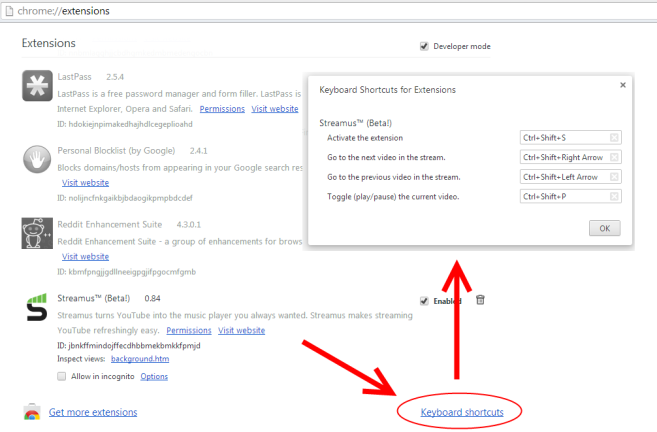 chrome://extensions
Extensions
Developer mode
LastPass 2.5.4
LastPass is a free password manager and form filler. LastPass is
Internet Explorer, Opera and Safari. Permissions Visit website
ID: hdokiejnpimakedhajhdlcegeplioahd
Personal Blocklist (by Google) 2.4.1
Blocks domains/hosts from appearing in your Google search res
Visit website
ID: nolijncfnkgaikbjbdaogikpmpbdcdef
Reddit Enhancement Suite 4.3.0.1
Reddit Enhancement Suite - a group of enhancements for brows
Visit website
ID: kbmfpngjjgdllneeigpgjifpgocmfgmb
Streamus™ (Beta!) 0.84
Enabled
Streamus turns YouTube into the music player you always wanted. Streamus makes streaming
YouTube refreshingly easy. Permissions Visit website
ID: jbnkffmindojffecdhbbmekbmkkfpmjd
Inspect views: background.htm
Allow in incognito Options
Get more extensions
Keyboard shortcuts
Keyboard Shortcuts for Extensions
Streamus™ (Beta!)
Activate the extension Ctrl+Shift+S
Go to the next video in the stream. Ctrl+Shift+Right Arrow
Go to the previous video in the stream. Ctrl+Shift+Left Arrow
Toggle (play/pause) the current video. Ctrl+Shift+P
OK